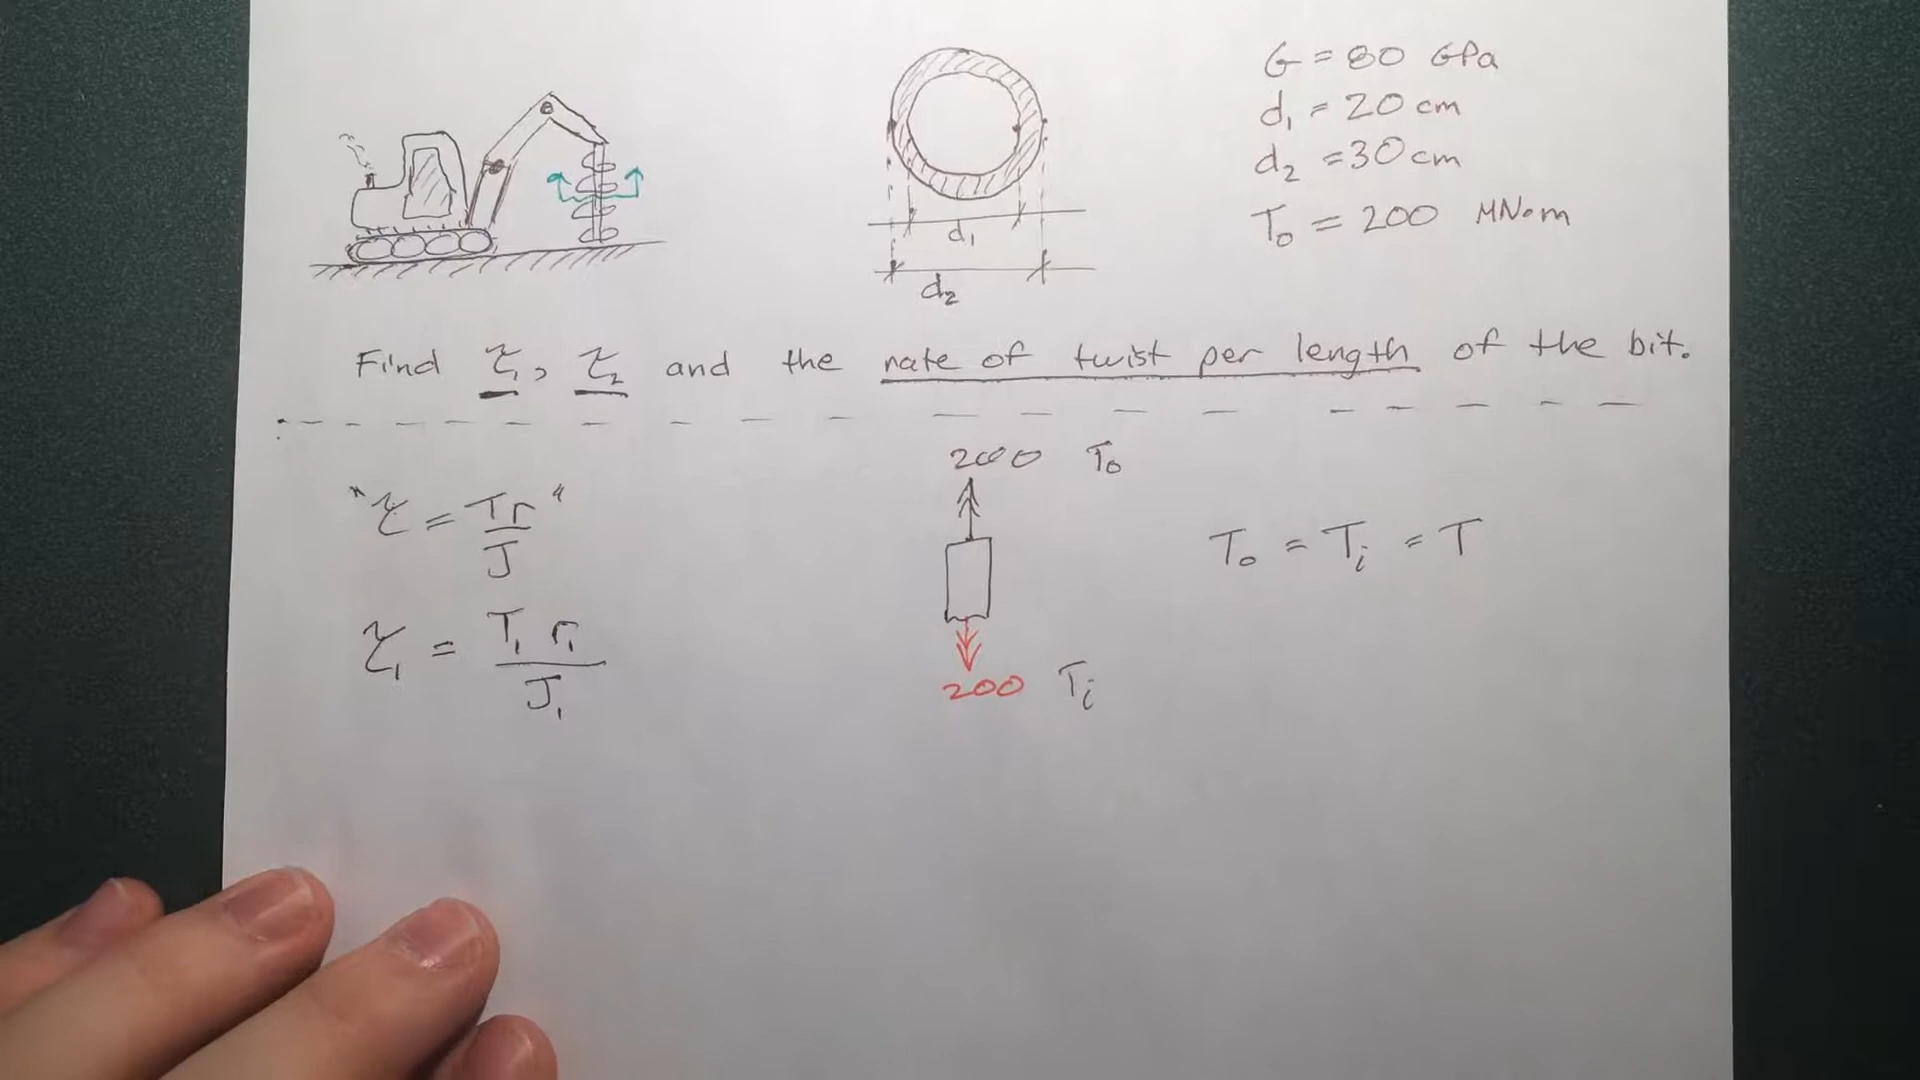 G = 80 GPa
d₁ = 20 cm
d₂ = 30 cm
T₀ = 200 MN·m
d₁
d₂
Find τ₁, τ₂ and the rate of twist per length of the bit.
200 T₀
"τ = Tr/J"
T₀ = Tᵢ = T
τ₁ = T₁ r₁ / J₁
200 Tᵢ